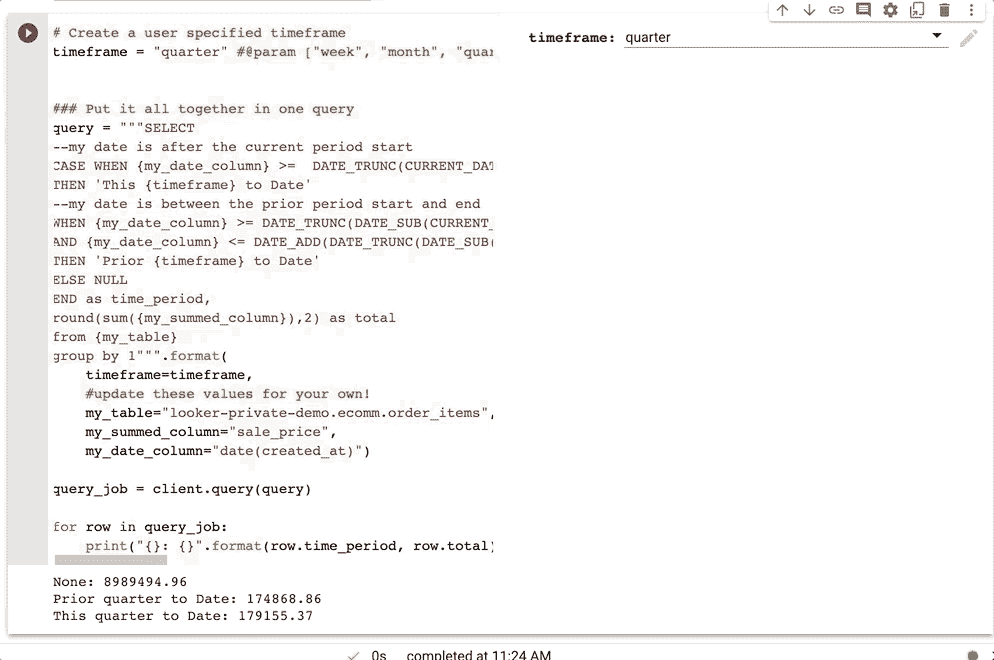 # Create a user specified timeframe
timeframe = "quarter" #@param ["week", "month", "quar
timeframe: quarter
### Put it all together in one query
query = """SELECT
--my date is after the current period start
CASE WHEN {my_date_column} >=  DATE_TRUNC(CURRENT_DAT
THEN 'This {timeframe} to Date'
--my date is between the prior period start and end
WHEN {my_date_column} >= DATE_TRUNC(DATE_SUB(CURRENT_
AND {my_date_column} <= DATE_ADD(DATE_TRUNC(DATE_SUB(
THEN 'Prior {timeframe} to Date'
ELSE NULL
END as time_period,
round(sum({my_summed_column}),2) as total
from {my_table}
group by 1""".format(
    timeframe=timeframe,
    #update these values for your own!
    my_table="looker-private-demo.ecomm.order_items",
    my_summed_column="sale_price",
    my_date_column="date(created_at)")
query_job = client.query(query)
for row in query_job:
    print("{}: {}".format(row.time_period, row.total)
None: 8989494.96
Prior quarter to Date: 174868.86
This quarter to Date: 179155.37
0s completed at 11:24 AM